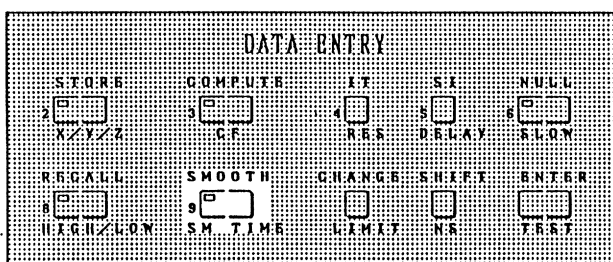 DATA ENTRY
STORE COMPUTE IT SI NULL
2 3 4 5 6
X/Y/Z CF RES DELAY SLOW
RECALL SMOOTH CHANGE SHIFT ENTER
8 9
HIGH/LOW SM TIME LIMIT NS TEST